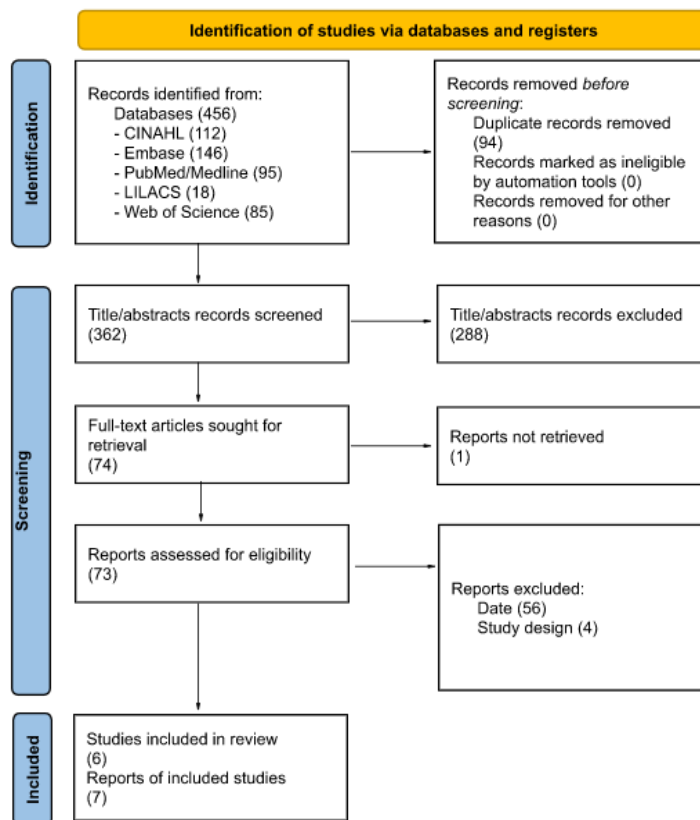 Identification of studies via databases and registers
Identification
Records identified from:
Databases (456)
- CINAHL (112)
- Embase (146)
- PubMed/Medline (95)
- LILACS (18)
- Web of Science (85)
Records removed before
screening:
Duplicate records removed
(94)
Records marked as ineligible
by automation tools (0)
Records removed for other
reasons (0)
Screening
Title/abstracts records screened
(362)
Title/abstracts records excluded
(288)
Full-text articles sought for
retrieval
(74)
Reports not retrieved
(1)
Reports assessed for eligibility
(73)
Reports excluded:
Date (56)
Study design (4)
Included
Studies included in review
(6)
Reports of included studies
(7)